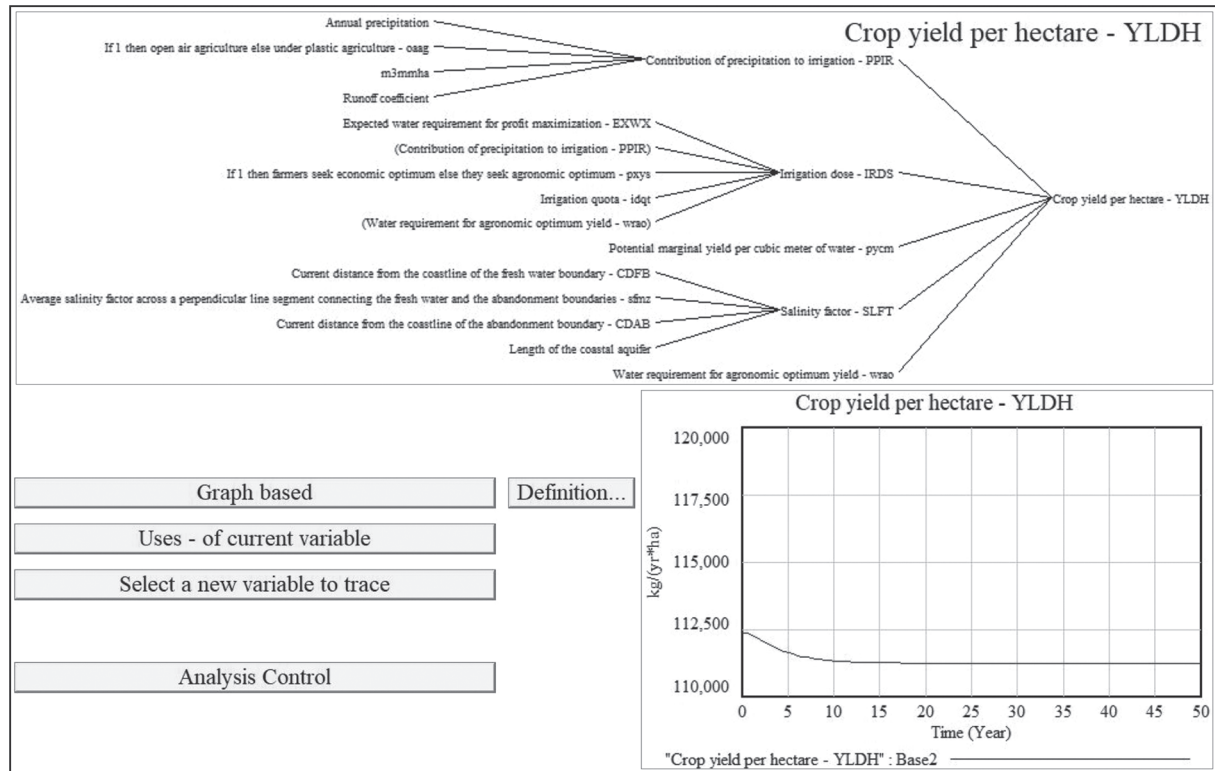 Crop yield per hectare - YLDH
Annual precipitation
If 1 then open air agriculture else under plastic agriculture - oaag
m3mmha
Runoff coefficient
Contribution of precipitation to irrigation - PPIR
Expected water requirement for profit maximization - EXWX
(Contribution of precipitation to irrigation - PPIR)
If 1 then farmers seek economic optimum else they seek agronomic optimum - pxys
Irrigation quota - idqt
(Water requirement for agronomic optimum yield - wrao)
Irrigation dose - IRDS
Crop yield per hectare - YLDH
Potential marginal yield per cubic meter of water - pycm
Current distance from the coastline of the fresh water boundary - CDFB
Average salinity factor across a perpendicular line segment connecting the fresh water and the abandonment boundaries - sfmz
Current distance from the coastline of the abandonment boundary - CDAB
Length of the coastal aquifer
Salinity factor - SLFT
Water requirement for agronomic optimum yield - wrao
Graph based
Definition...
Uses - of current variable
Select a new variable to trace
Analysis Control
Crop yield per hectare - YLDH
kg/(yr*ha)
120,000
117,500
115,000
112,500
110,000
0 5 10 15 20 25 30 35 40 45 50
Time (Year)
"Crop yield per hectare - YLDH" : Base2